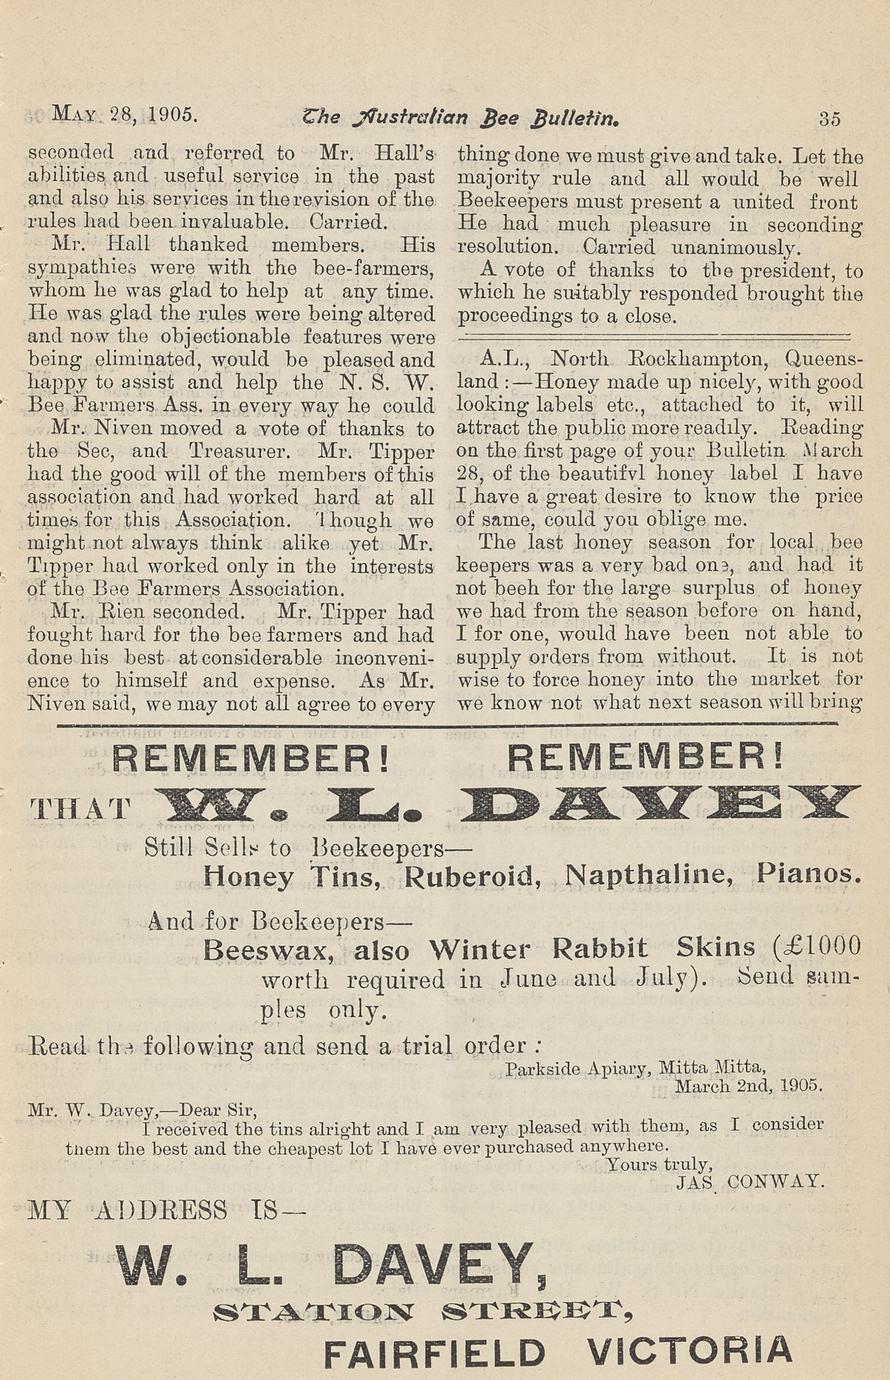 MAY 28, 1905. The Australian Bee Bulletin. 35
seconded and referred to Mr. Hall's
abilities and useful service in the past
and also his services in the revision of the
rules had been invaluable. Carried.
Mr. Hall thanked members. His
sympathies were with the bee-farmers,
whom he was glad to help at any time.
He was glad the rules were being altered
and now the objectionable features were
being eliminated, would be pleased and
happy to assist and help the N. S. W.
Bee Farmers Ass. in every way he could
Mr. Niven moved a vote of thanks to
the Sec, and Treasurer. Mr. Tipper
had the good will of the members of this
association and had worked hard at all
times for this Association. Though we
might not always think alike yet Mr.
Tipper had worked only in the interests
of the Bee Farmers Association.
Mr. Rien seconded. Mr. Tipper had
fought hard for the bee farmers and had
done his best at considerable inconveni-
ence to himself and expense. As Mr.
Niven said, we may not all agree to every
thing done we must give and take. Let the
majority rule and all would be well
Beekeepers must present a united front
He had much pleasure in seconding
resolution. Carried unanimously.
A vote of thanks to the president, to
which he suitably responded brought the
proceedings to a close.
A.L., North Rockhampton, Queens-
land :—Honey made up nicely, with good
looking labels etc., attached to it, will
attract the public more readily. Reading
on the first page of your Bulletin March
28, of the beautifvl honey label I have
I have a great desire to know the price
of same, could you oblige me.
The last honey season for local bee
keepers was a very bad one, and had it
not beeh for the large surplus of honey
we had from the season before on hand,
I for one, would have been not able to
supply orders from without. It is not
wise to force honey into the market for
we know not what next season will bring
REMEMBER! REMEMBER!
THAT W. L. DAVEY
Still Sells to Beekeepers—
Honey Tins, Ruberoid, Napthaline, Pianos.
And for Beekeepers—
Beeswax, also Winter Rabbit Skins (£1000
worth required in June and July). Send sam-
ples only.
Read the following and send a trial order :
Parkside Apiary, Mitta Mitta,
March 2nd, 1905.
Mr. W. Davey,—Dear Sir,
I received the tins alright and I am very pleased with them, as I consider
them the best and the cheapest lot I have ever purchased anywhere.
Yours truly,
JAS. CONWAY.
MY ADDRESS IS—
W. L. DAVEY,
STATION STREET,
FAIRFIELD VICTORIA